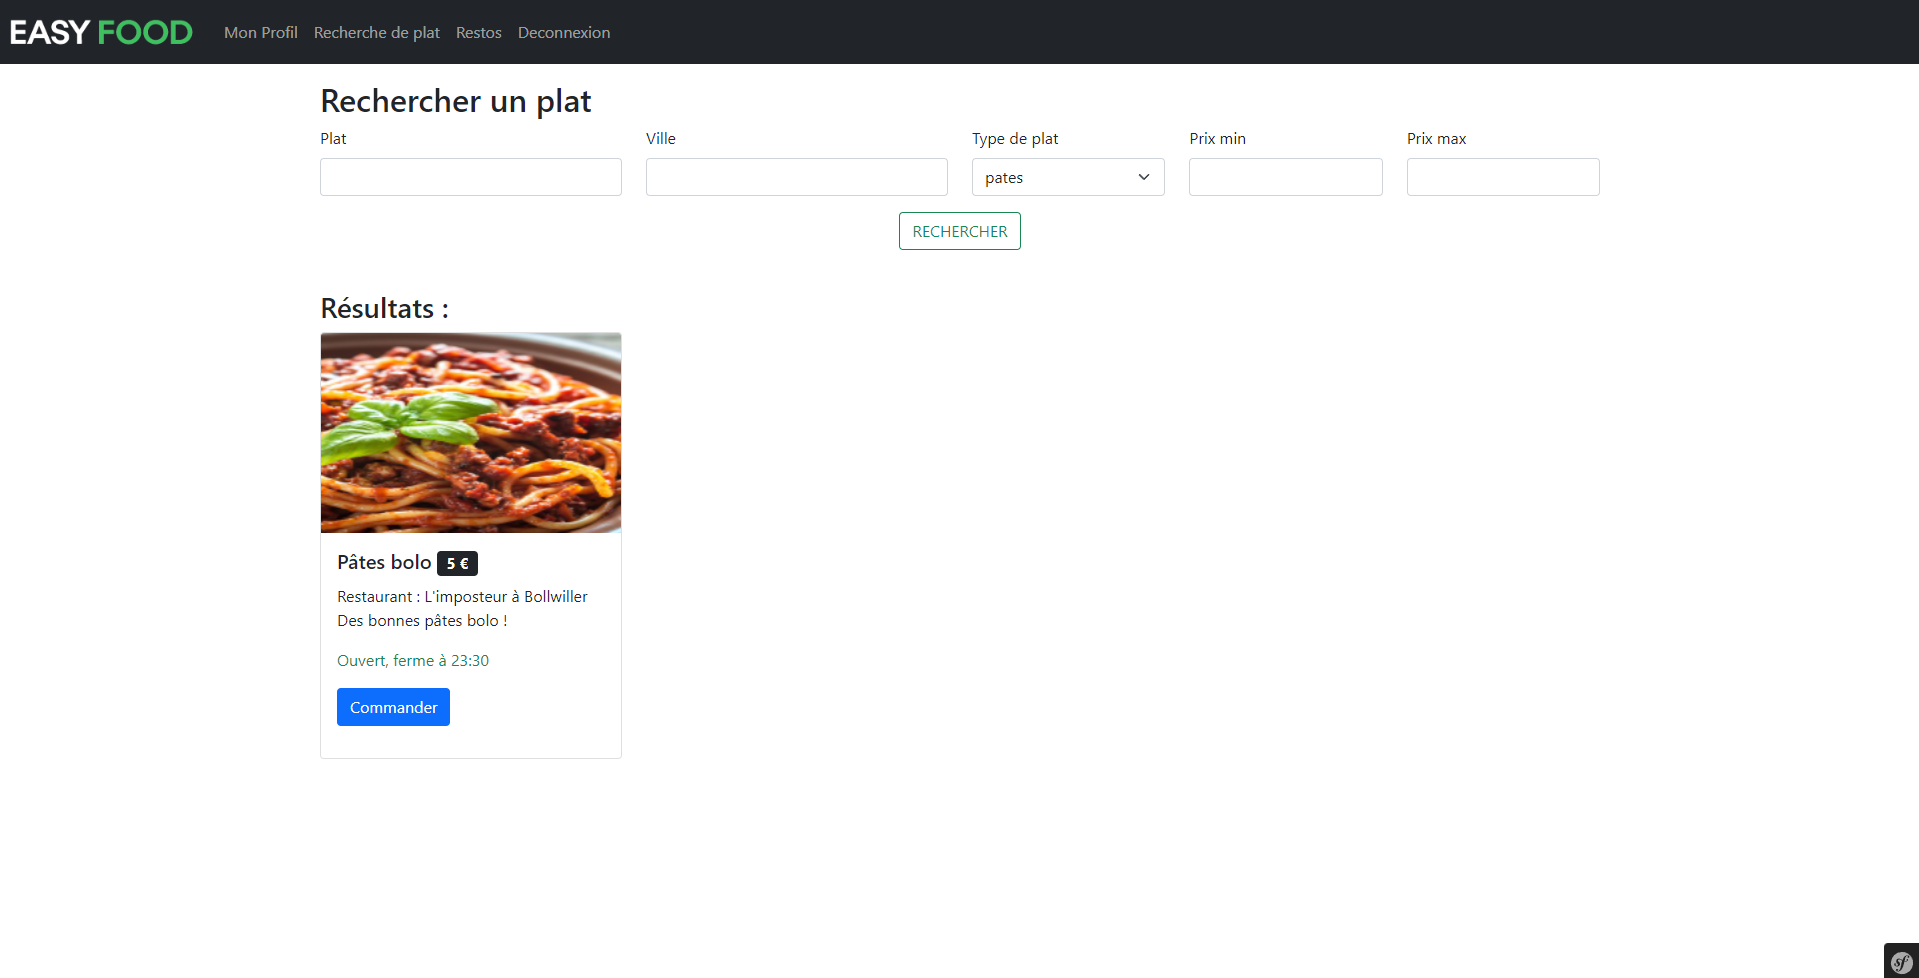 EASY FOOD Mon Profil Recherche de plat Restos Deconnexion
Rechercher un plat
Plat Ville Type de plat Prix min Prix max
pates
RECHERCHER
Résultats :
Pâtes bolo 5 €
Restaurant : L'imposteur à Bollwiller
Des bonnes pâtes bolo !
Ouvert, ferme à 23:30
Commander
sf